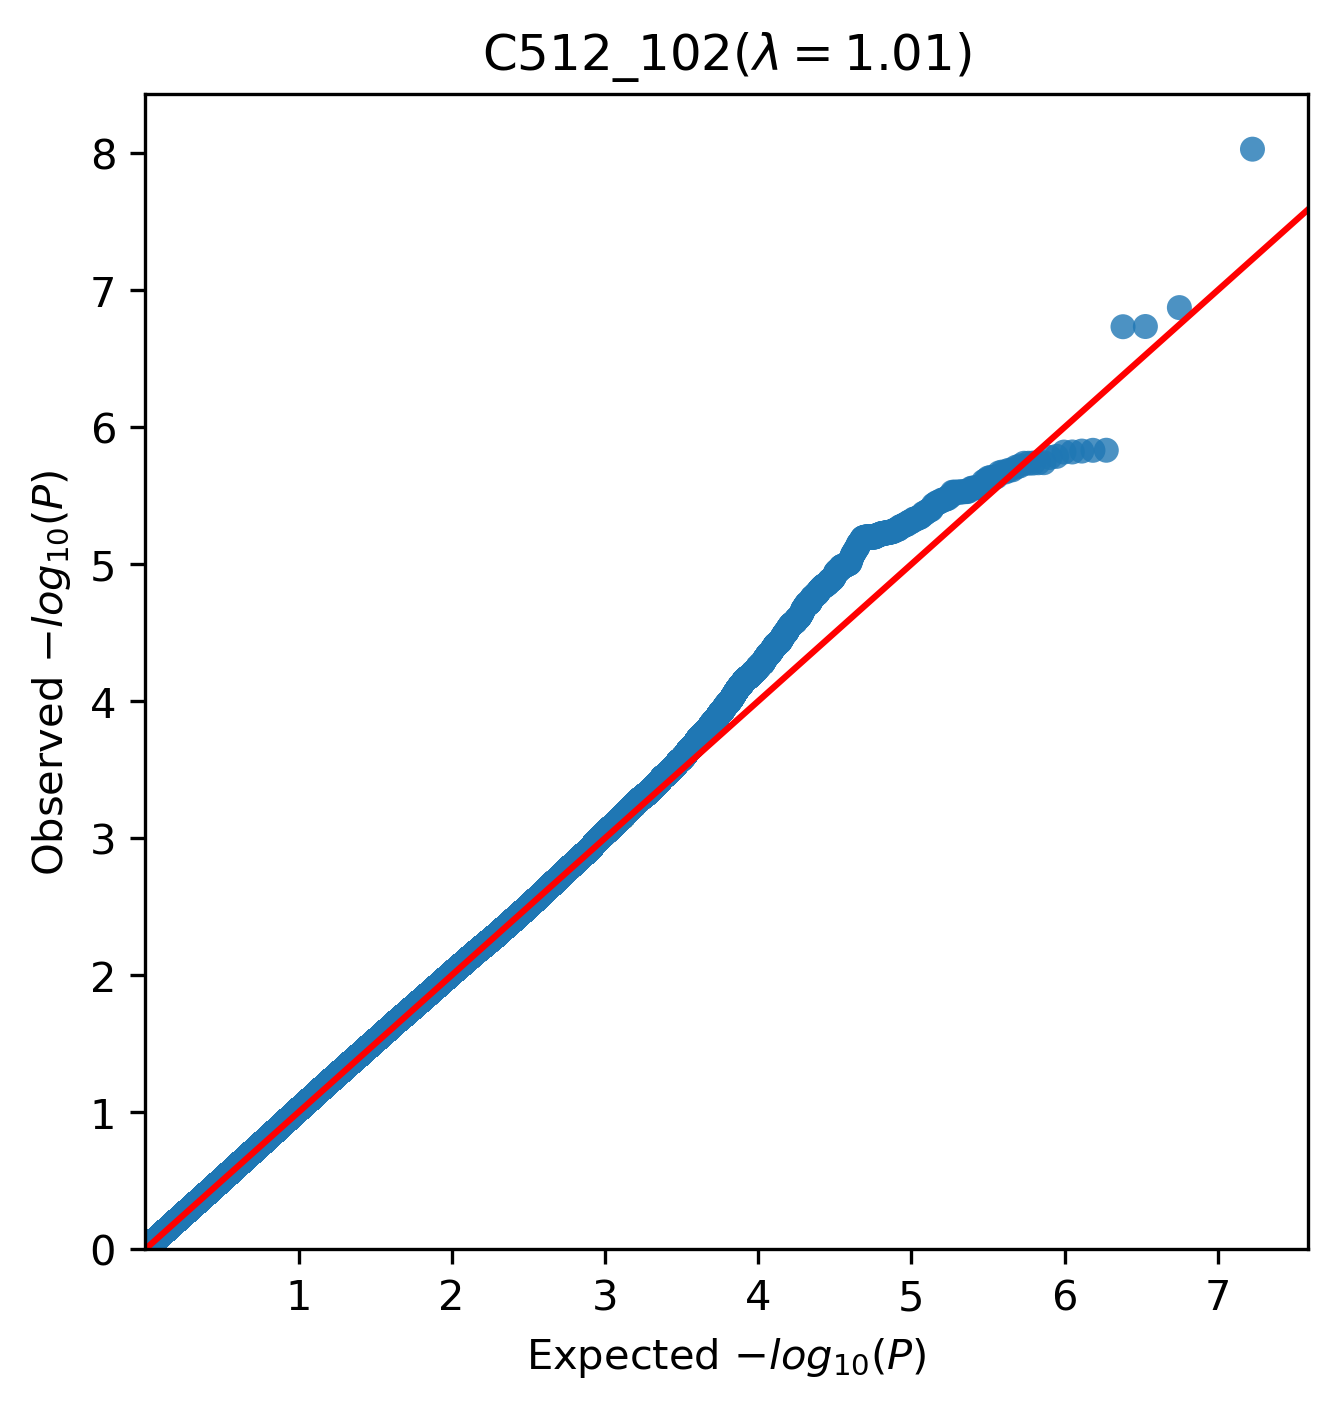 C512_102(λ = 1.01)
Observed −log₁₀(P)
8
7
6
5
4
3
2
1
0
1 2 3 4 5 6 7
Expected −log₁₀(P)